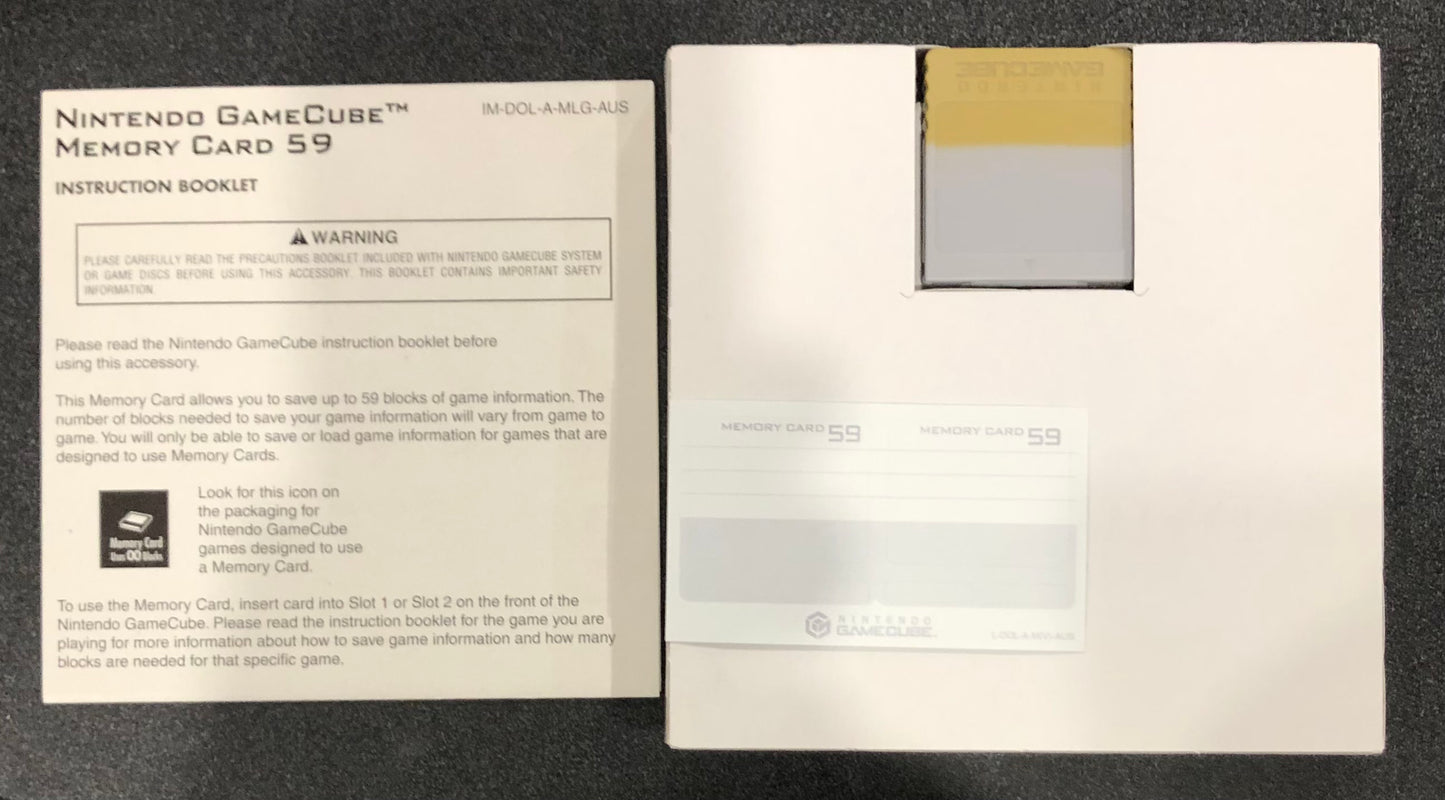 NINTENDO GAMECUBE™
MEMORY CARD 59
IM-DOL-A-MLG-AUS
INSTRUCTION BOOKLET
WARNING
PLEASE CAREFULLY READ THE PRECAUTIONS BOOKLET INCLUDED WITH NINTENDO GAMECUBE SYSTEM
OR GAME DISCS BEFORE USING THIS ACCESSORY. THIS BOOKLET CONTAINS IMPORTANT SAFETY
INFORMATION.
Please read the Nintendo GameCube instruction booklet before
using this accessory.
This Memory Card allows you to save up to 59 blocks of game information. The
number of blocks needed to save your game information will vary from game to
game. You will only be able to save or load game information for games that are
designed to use Memory Cards.
Memory Card
Uses 00 Blocks
Look for this icon on
the packaging for
Nintendo GameCube
games designed to use
a Memory Card.
To use the Memory Card, insert card into Slot 1 or Slot 2 on the front of the
Nintendo GameCube. Please read the instruction booklet for the game you are
playing for more information about how to save game information and how many
blocks are needed for that specific game.
GAMECUBE
NINTENDO
MEMORY CARD 59
MEMORY CARD 59
NINTENDO
GAMECUBE.